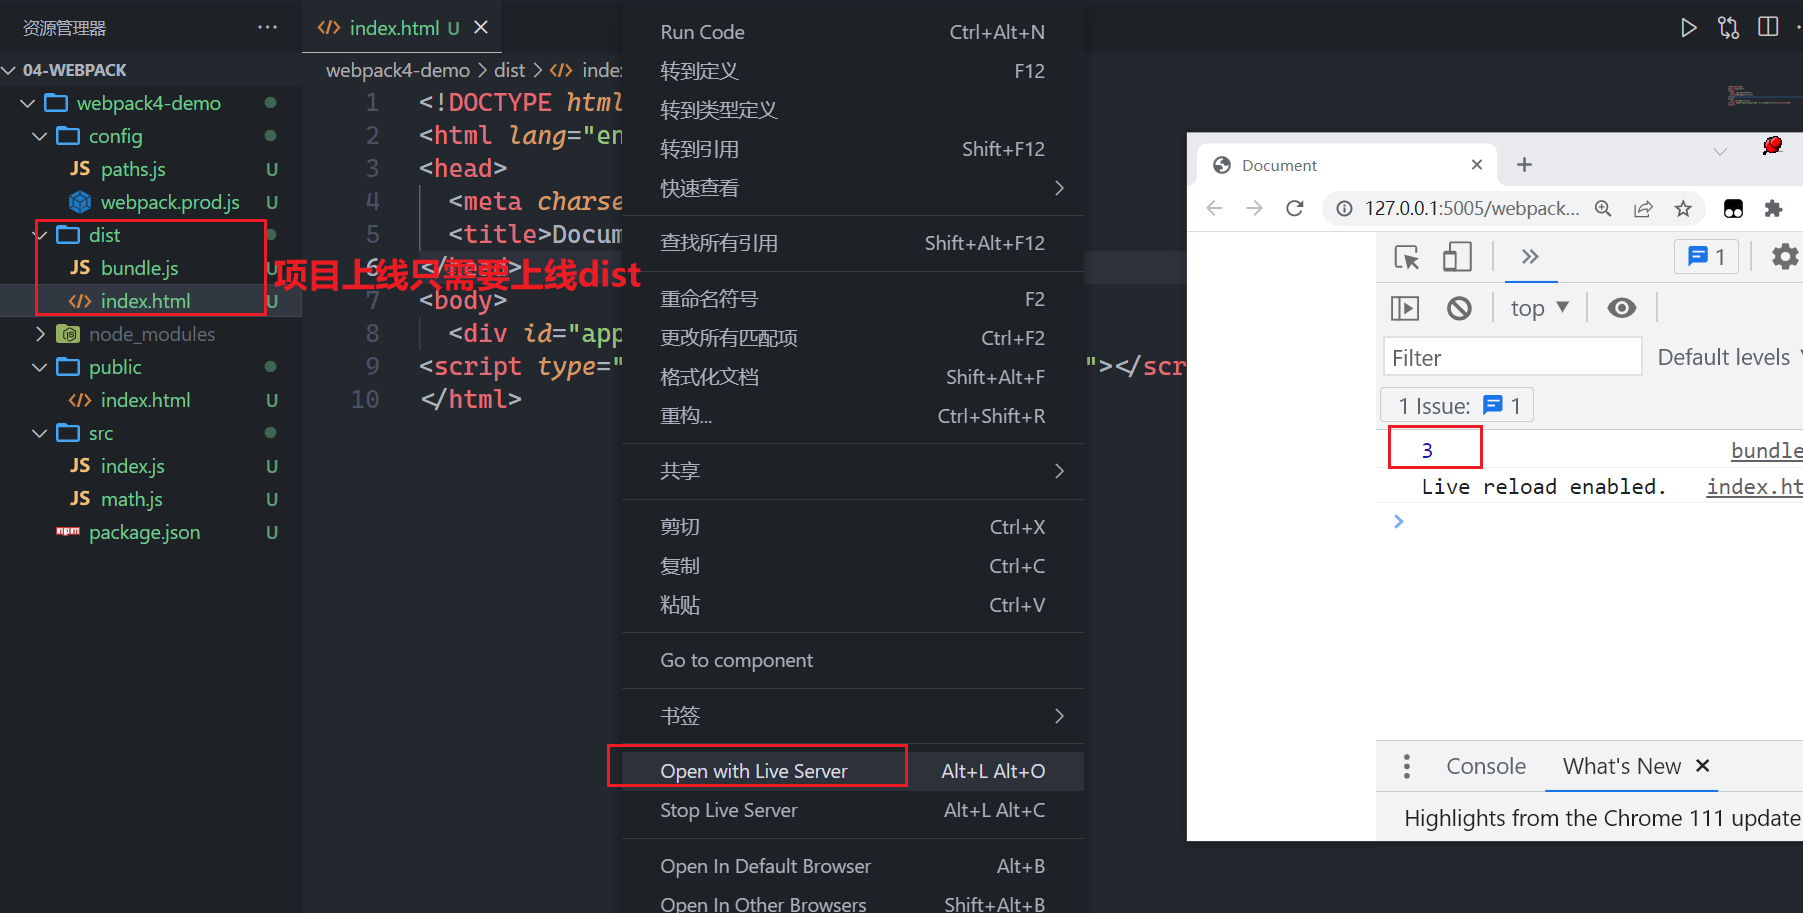 资源管理器
04-WEBPACK
webpack4-demo
config
JS paths.js U
webpack.prod.js U
dist
JS bundle.js U
index.html U
node_modules
public
index.html U
src
JS index.js U
JS math.js U
npm package.json U
项目上线只需要上线dist
index.html U
webpack4-demo > dist > inde
1 <!DOCTYPE html
2 <html lang="en
3 <head>
4 <meta charse
5 <title>Docum
6 </head>
7 <body>
8 <div id="app
9 <script type=" "></scr
10 </html>
Run Code Ctrl+Alt+N
转到定义 F12
转到类型定义
转到引用 Shift+F12
快速查看
查找所有引用 Shift+Alt+F12
重命名符号 F2
更改所有匹配项 Ctrl+F2
格式化文档 Shift+Alt+F
重构... Ctrl+Shift+R
共享
剪切 Ctrl+X
复制 Ctrl+C
粘贴 Ctrl+V
Go to component
书签
Open with Live Server Alt+L Alt+O
Stop Live Server Alt+L Alt+C
Open In Default Browser Alt+B
Open In Other Browsers Shift+Alt+B
Document
127.0.0.1:5005/webpack...
1
top
Filter Default levels
1 Issue: 1
3 bundle
Live reload enabled. index.ht
Console What's New
Highlights from the Chrome 111 update